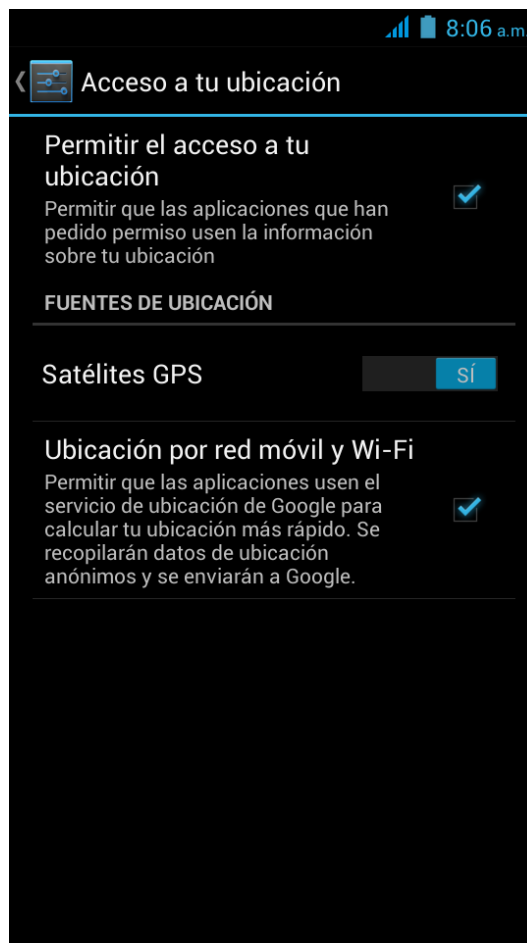 8:06 a.m.
Acceso a tu ubicación
Permitir el acceso a tu
ubicación
Permitir que las aplicaciones que han
pedido permiso usen la información
sobre tu ubicación
FUENTES DE UBICACIÓN
Satélites GPS
SÍ
Ubicación por red móvil y Wi-Fi
Permitir que las aplicaciones usen el
servicio de ubicación de Google para
calcular tu ubicación más rápido. Se
recopilarán datos de ubicación
anónimos y se enviarán a Google.